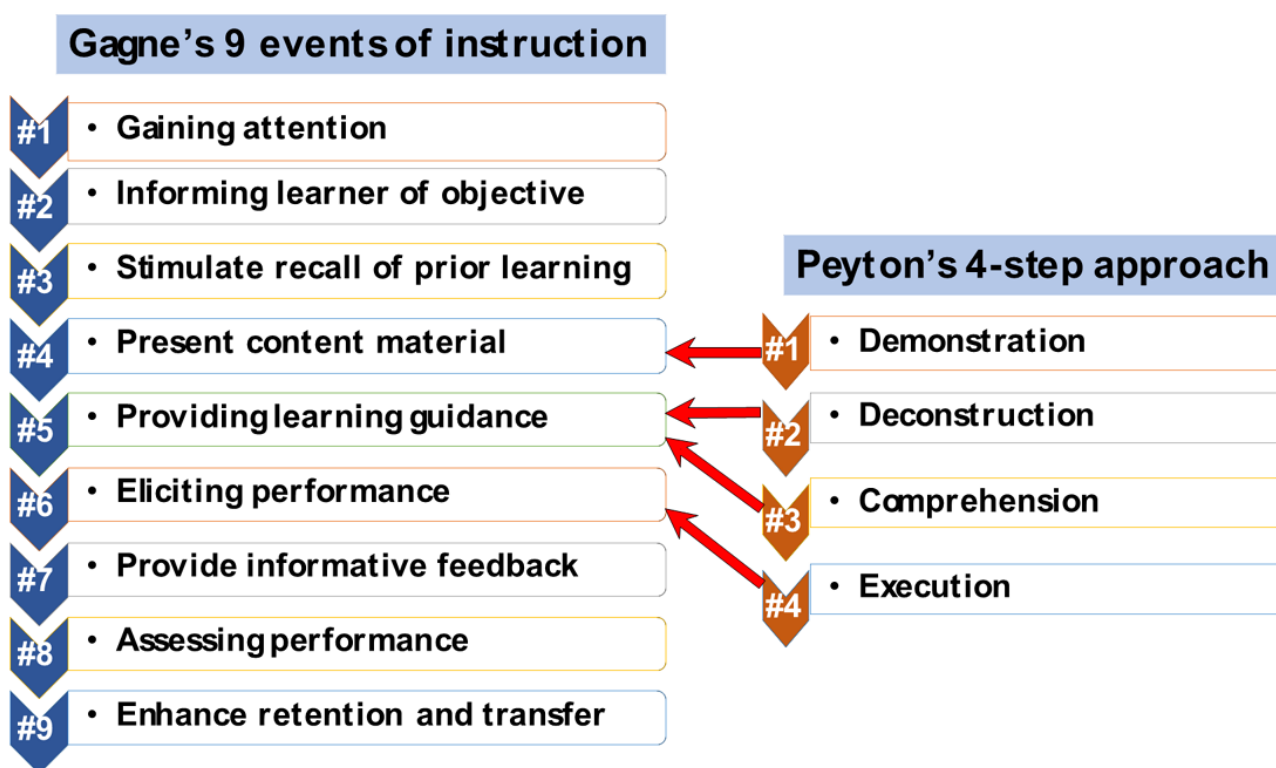 Gagne's 9 events of instruction
#1 • Gaining attention
#2 • Informing learner of objective
#3 • Stimulate recall of prior learning
#4 • Present content material
#5 • Providing learning guidance
#6 • Eliciting performance
#7 • Provide informative feedback
#8 • Assessing performance
#9 • Enhance retention and transfer
Peyton's 4-step approach
#1 • Demonstration
#2 • Deconstruction
#3 • Comprehension
#4 • Execution